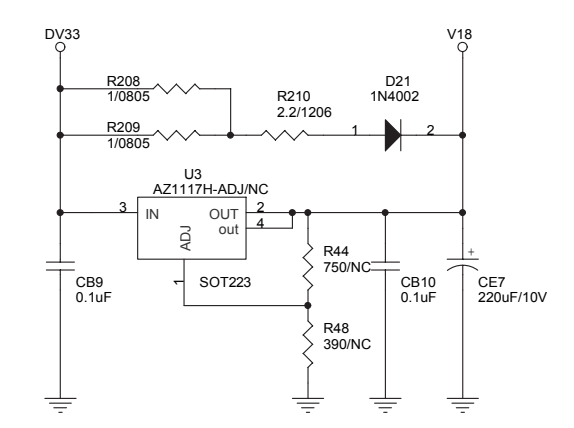 DV33
V18
R208
1/0805
R209
1/0805
R210
2.2/1206
D21
1N4002
1
2
U3
AZ1117H-ADJ/NC
3
IN
OUT
2
out
4
ADJ
1
SOT223
R44
750/NC
R48
390/NC
CB9
0.1uF
CB10
0.1uF
+
CE7
220uF/10V